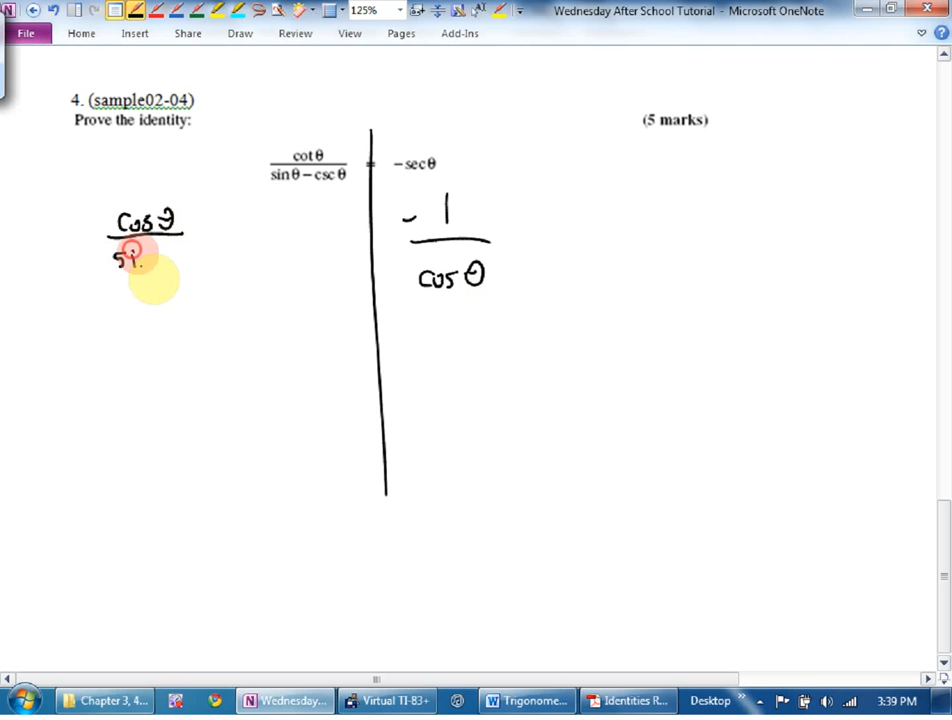 Wednesday After School Tutorial - Microsoft OneNote
125%
File Home Insert Share Draw Review View Pages Add-Ins
4. (sample02-04)
Prove the identity:
(5 marks)
cotθ
sinθ−cscθ
= −secθ
cosθ
si
- 1
cosθ
Chapter 3, 4 Wednesday... Virtual TI-83+ Trigonome... Identities R... Desktop » 3:39 PM